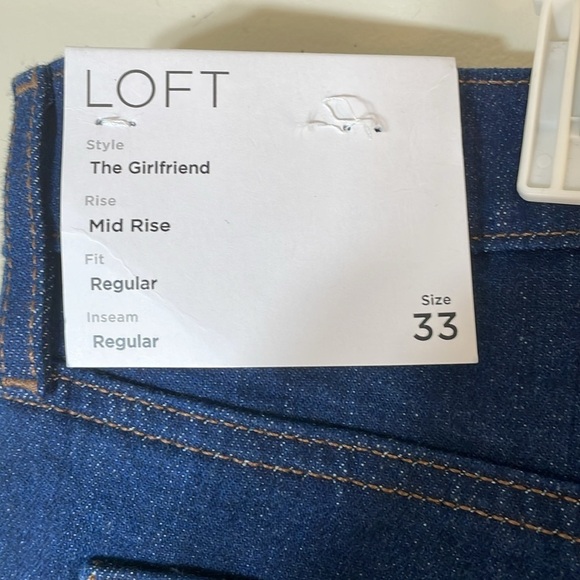 LOFT
Style
The Girlfriend
Rise
Mid Rise
Fit
Regular
Inseam
Regular
Size
33